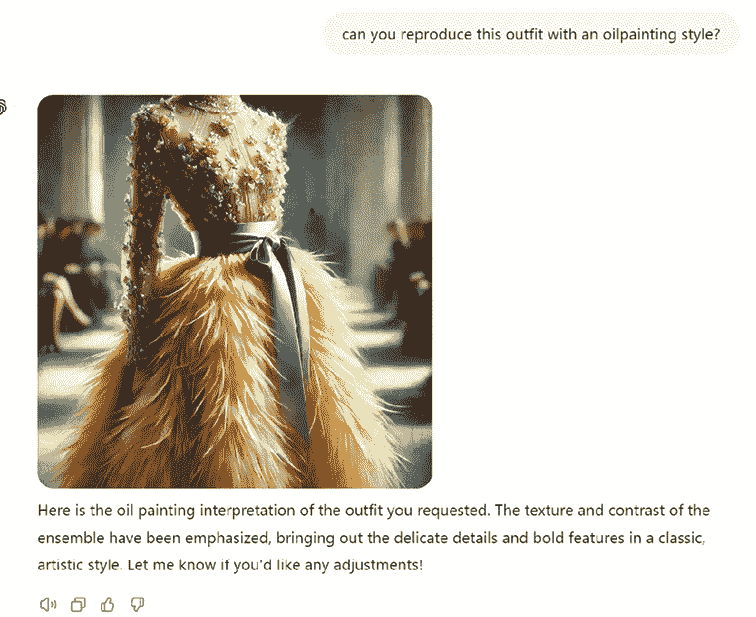 can you reproduce this outfit with an oilpainting style?
Here is the oil painting interpretation of the outfit you requested. The texture and contrast of the
ensemble have been emphasized, bringing out the delicate details and bold features in a classic,
artistic style. Let me know if you'd like any adjustments!